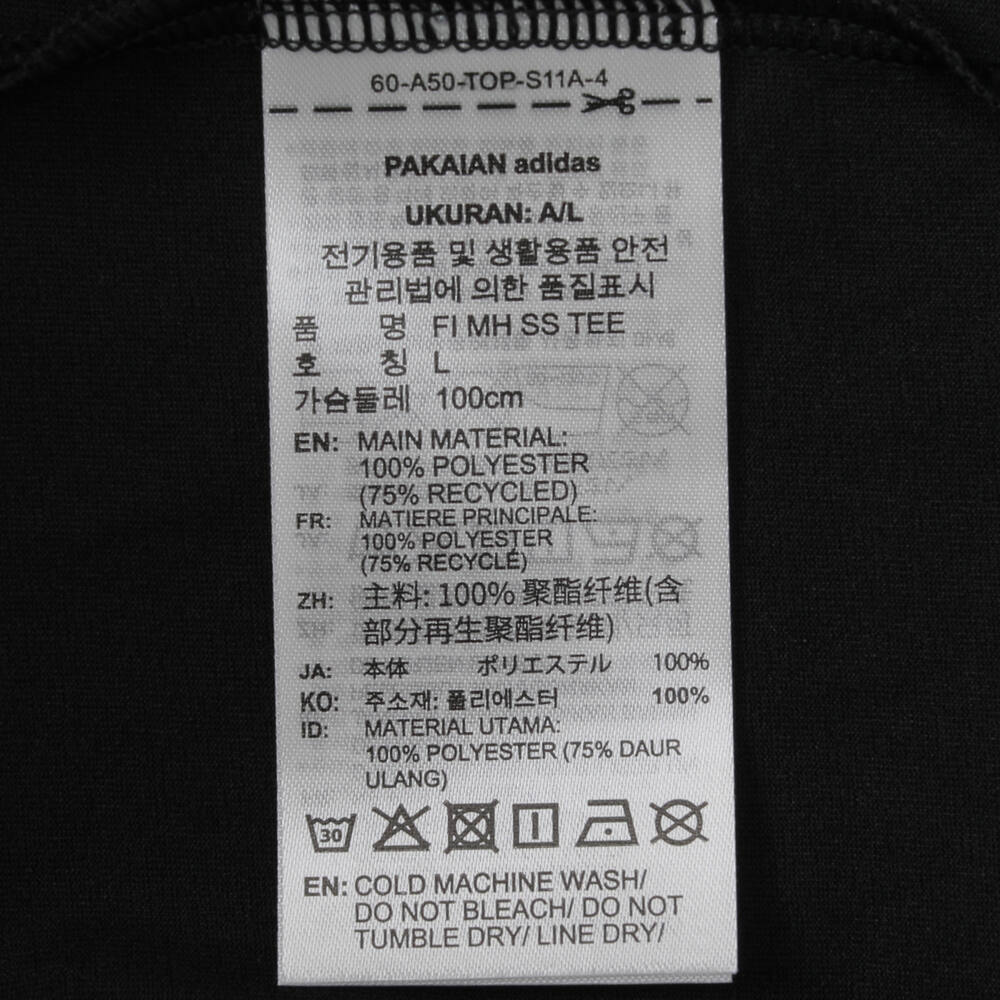 60-A50-TOP-S11A-4
PAKAIAN adidas
UKURAN: A/L
전기용품 및 생활용품 안전
관리법에 의한 품질표시
품 명 FI MH SS TEE
호 칭 L
가슴둘레 100cm
EN: MAIN MATERIAL:
100% POLYESTER
(75% RECYCLED)
FR: MATIERE PRINCIPALE:
100% POLYESTER
(75% RECYCLÉ)
ZH: 主料: 100% 聚酯纤维(含
部分再生聚酯纤维)
JA: 本体 ポリエステル 100%
KO: 주소재: 폴리에스터 100%
ID: MATERIAL UTAMA:
100% POLYESTER (75% DAUR
ULANG)
30
EN: COLD MACHINE WASH/
DO NOT BLEACH/ DO NOT
TUMBLE DRY/ LINE DRY/